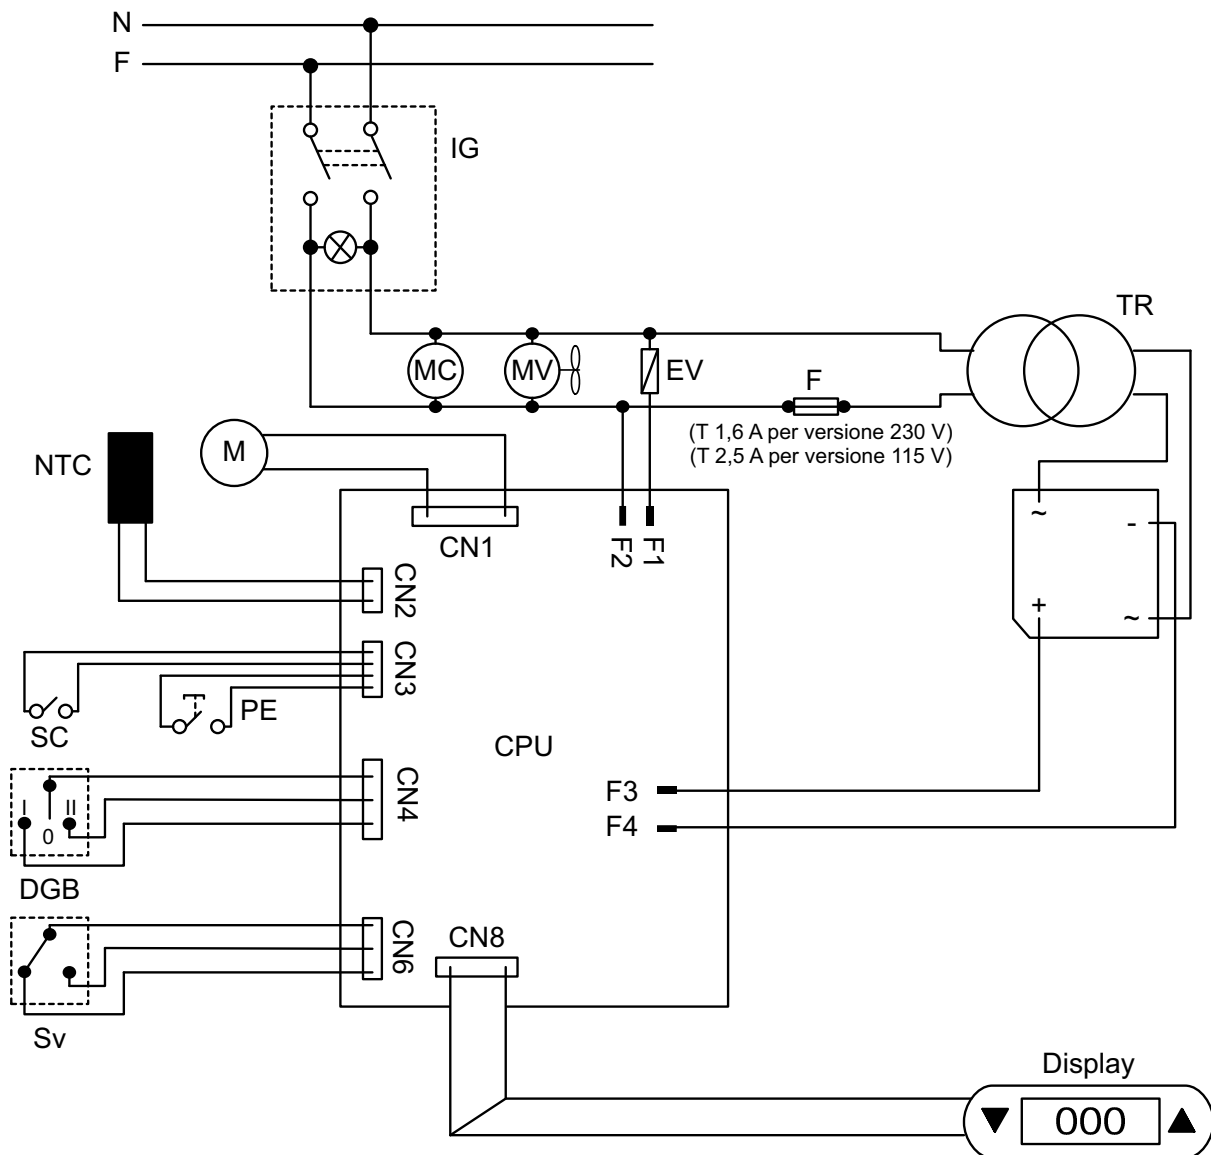 N
F
IG
TR
MC
MV
EV
F
(T 1,6 A per versione 230 V)
(T 2,5 A per versione 115 V)
M
NTC
~
-
+
~
CN1
F2
F1
CN2
CN3
SC
PE
CPU
CN4
I
0
II
DGB
F3
F4
CN6
CN8
Sv
Display
000